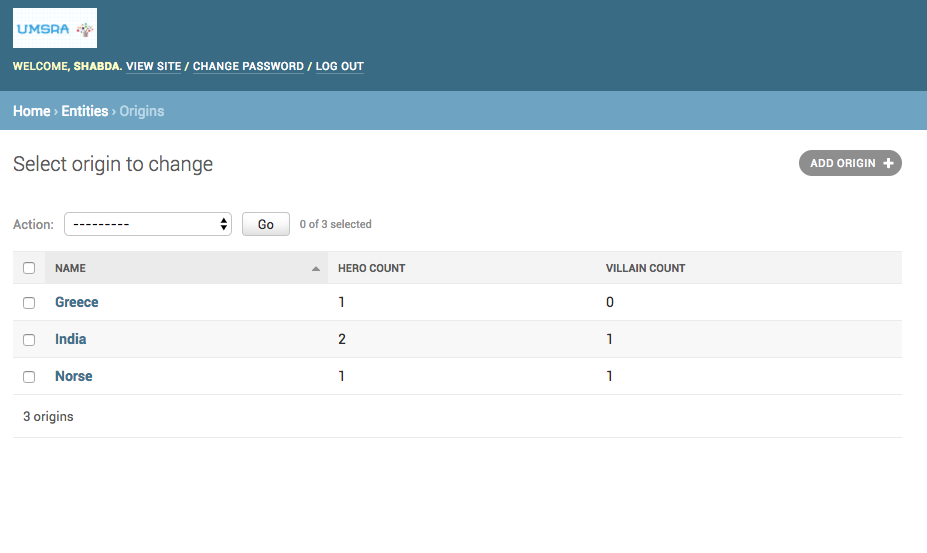 UMSRA
WELCOME, SHABDA. VIEW SITE / CHANGE PASSWORD / LOG OUT
Home › Entities › Origins
Select origin to change
ADD ORIGIN +
Action: --------- Go 0 of 3 selected
NAME HERO COUNT VILLAIN COUNT
Greece 1 0
India 2 1
Norse 1 1
3 origins